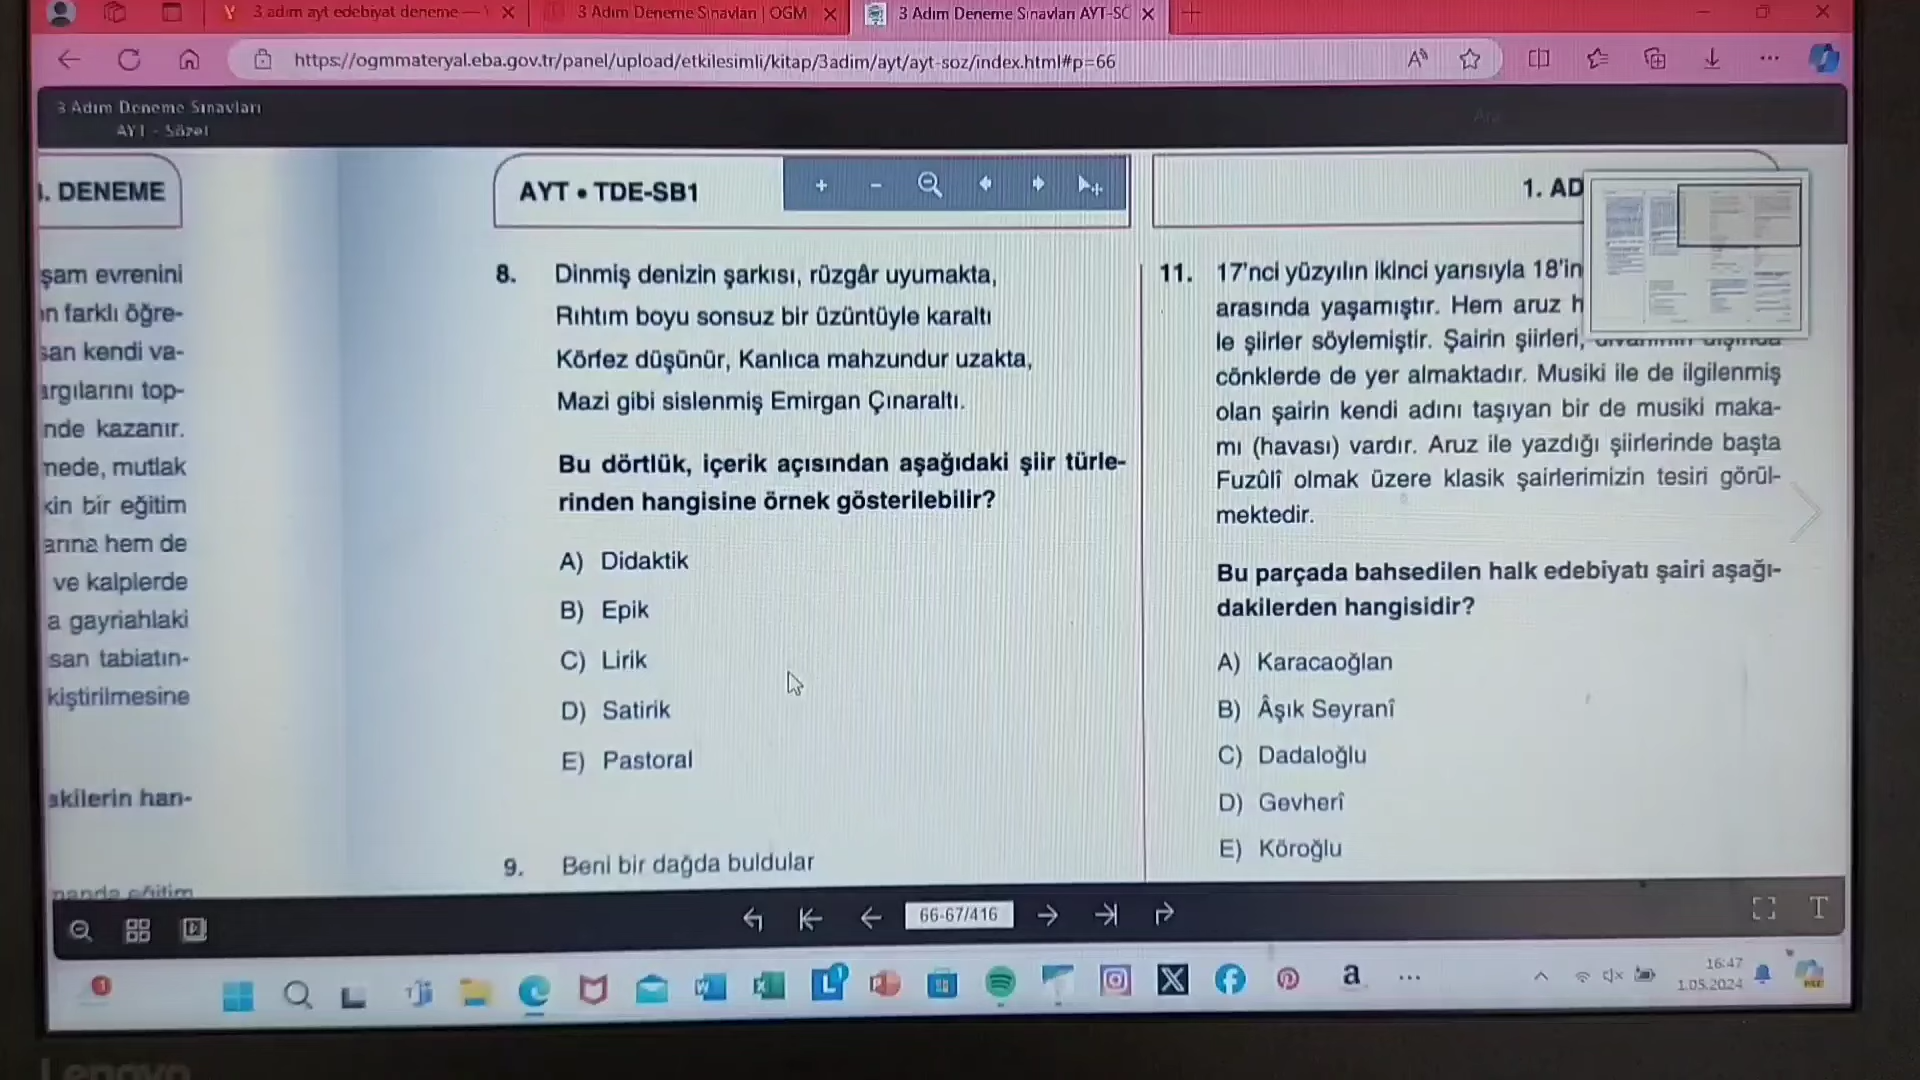 3 adım ayt edebiyat deneme —
3 Adım Deneme Sınavları | OGM
3 Adım Deneme Sınavları AYT-SÖ
https://ogmmateryal.eba.gov.tr/panel/upload/etkilesimli/kitap/3adim/ayt/ayt-soz/index.html#p=66
3 Adım Deneme Sınavları
AYT - Sözel
Ara
. DENEME
şam evrenini
n farklı öğre-
san kendi va-
argılarını top-
nde kazanır.
nede, mutlak
kin bir eğitim
arına hem de
ve kalplerde
a gayriahlaki
san tabiatın-
kiştirilmesine
akilerin han-
nanda eğitim
AYT • TDE-SB1
8. Dinmiş denizin şarkısı, rüzgâr uyumakta,
Rıhtım boyu sonsuz bir üzüntüyle karaltı
Körfez düşünür, Kanlıca mahzundur uzakta,
Mazi gibi sislenmiş Emirgan Çınaraltı.
Bu dörtlük, içerik açısından aşağıdaki şiir türle-
rinden hangisine örnek gösterilebilir?
A) Didaktik
B) Epik
C) Lirik
D) Satirik
E) Pastoral
9. Beni bir dağda buldular
1. AD
11. 17'nci yüzyılın ikinci yarısıyla 18'in
arasında yaşamıştır. Hem aruz h
le şiirler söylemiştir. Şairin şiirleri, divanının dışında
cönklerde de yer almaktadır. Musiki ile de ilgilenmiş
olan şairin kendi adını taşıyan bir de musiki maka-
mı (havası) vardır. Aruz ile yazdığı şiirlerinde başta
Fuzûlî olmak üzere klasik şairlerimizin tesiri görül-
mektedir.
Bu parçada bahsedilen halk edebiyatı şairi aşağı-
dakilerden hangisidir?
A) Karacaoğlan
B) Âşık Seyranî
C) Dadaloğlu
D) Gevherî
E) Köroğlu
66-67/416
16:47
1.05.2024
Lenovo